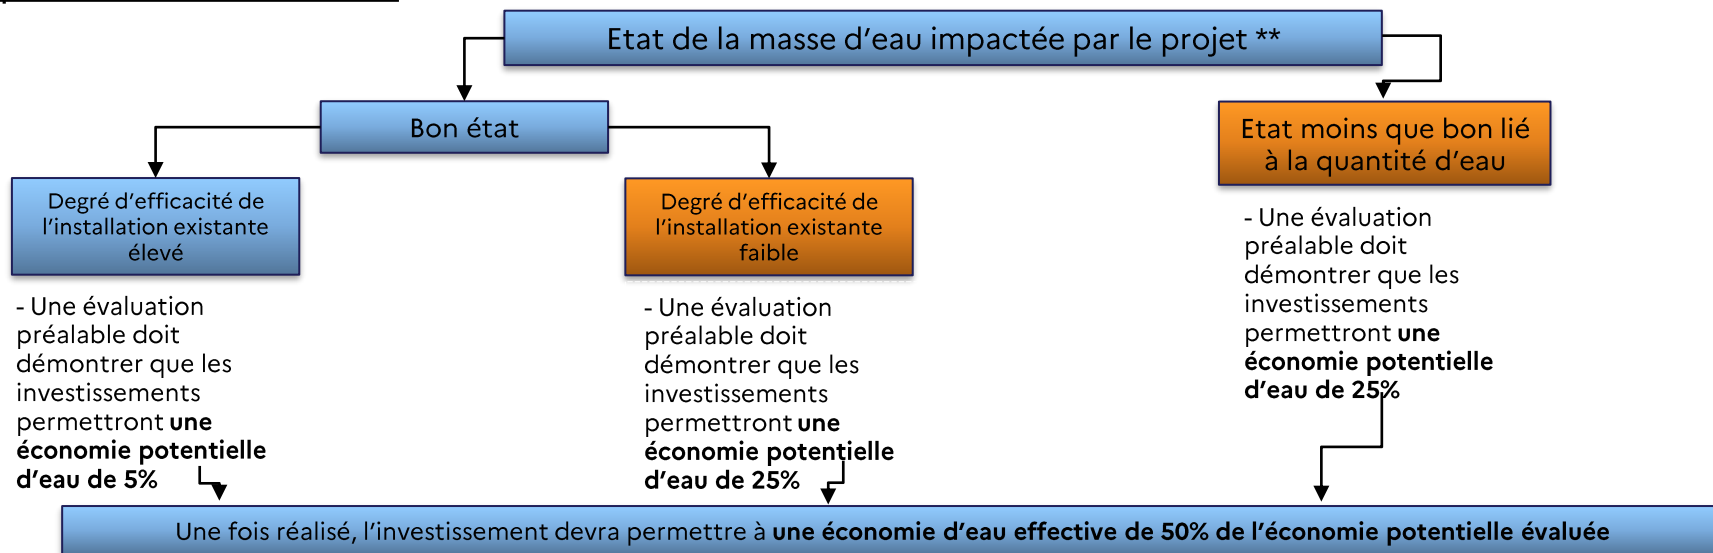 Etat de la masse d'eau impactée par le projet **
Bon état
Etat moins que bon lié
à la quantité d'eau
Degré d'efficacité de
l'installation existante
élevé
- Une évaluation
préalable doit
démontrer que les
investissements
permettront une
économie potentielle
d'eau de 5%
Degré d'efficacité de
l'installation existante
faible
- Une évaluation
préalable doit
démontrer que les
investissements
permettront une
économie potentielle
d'eau de 25%
- Une évaluation
préalable doit
démontrer que les
investissements
permettront une
économie potentielle
d'eau de 25%
Une fois réalisé, l'investissement devra permettre à une économie d'eau effective de 50% de l'économie potentielle évaluée